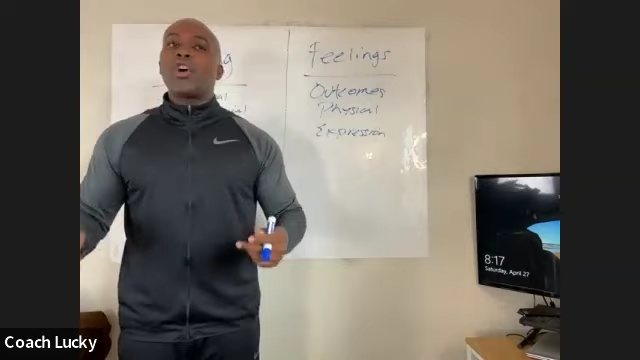 Feelings
Outcomes
Physical
Expression
8:17
Saturday, April 27
Coach Lucky